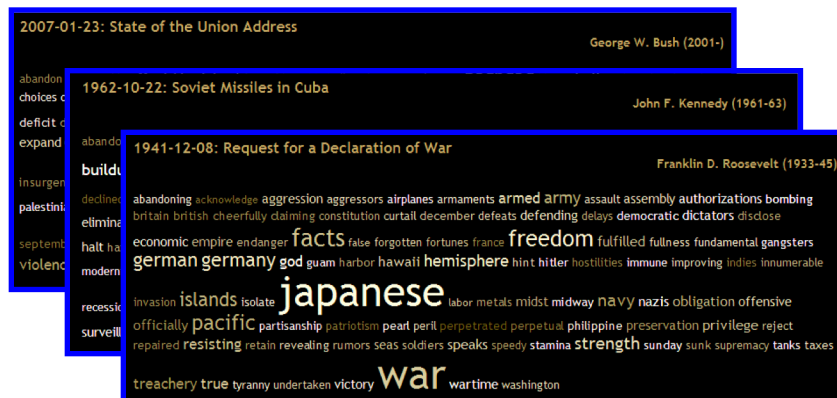 2007-01-23: State of the Union Address
George W. Bush (2001-)
abandon
choices
deficit
expand
insurgen
palestinia
septemb
violenc
1962-10-22: Soviet Missiles in Cuba
John F. Kennedy (1961-63)
abando
buildu
declined
elimina
halt ha
modern
recessio
surveill
1941-12-08: Request for a Declaration of War
Franklin D. Roosevelt (1933-45)
abandoning acknowledge aggression aggressors airplanes armaments armed army assault assembly authorizations bombing
britain british cheerfully claiming constitution curtail december defeats defending delays democratic dictators disclose
economic empire endanger facts false forgotten fortunes france freedom fulfilled fullness fundamental gangsters
german germany god guam harbor hawaii hemisphere hint hitler hostilities immune improving indies innumerable
invasion islands isolate japanese labor metals midst midway navy nazis obligation offensive
officially pacific partisanship patriotism pearl peril perpetrated perpetual philippine preservation privilege reject
repaired resisting retain revealing rumors seas soldiers speaks speedy stamina strength sunday sunk supremacy tanks taxes
treachery true tyranny undertaken victory war wartime washington